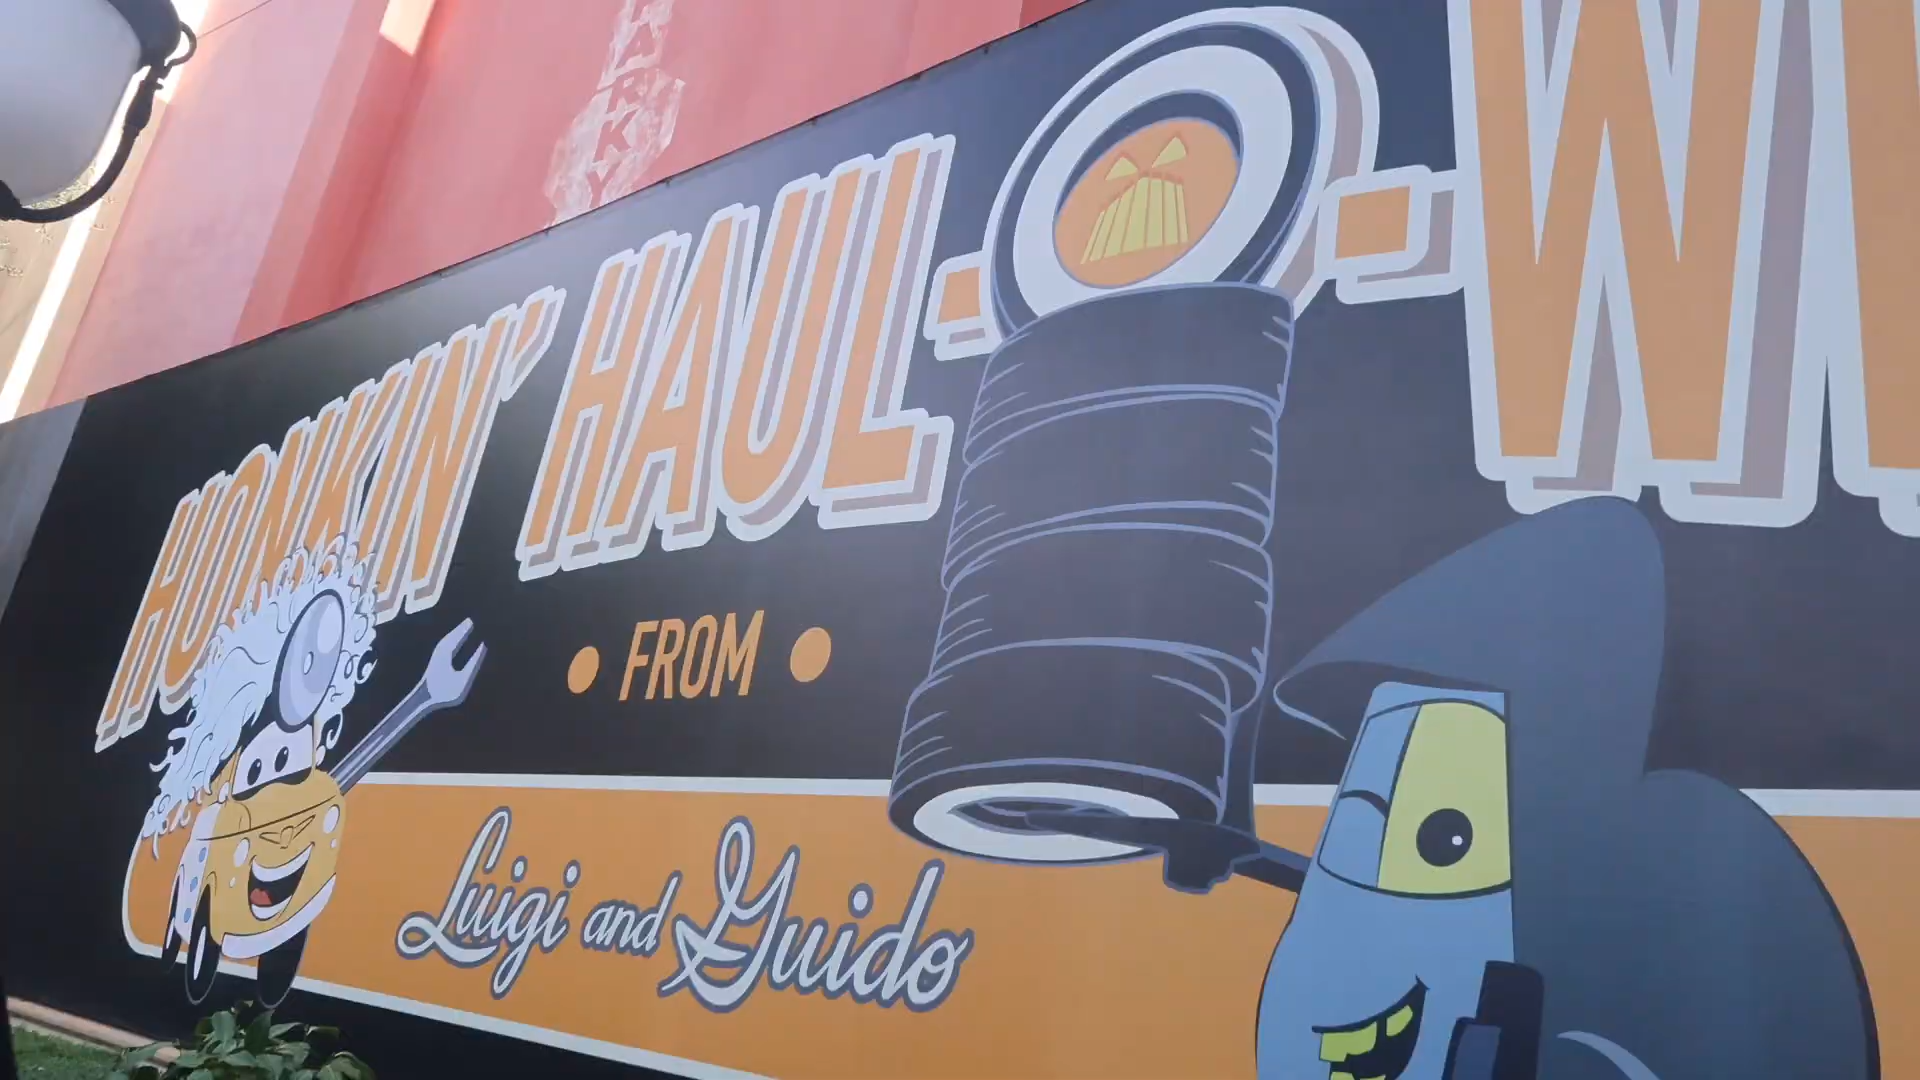 HONKIN' HAUL-O-W
• FROM •
Luigi and Guido